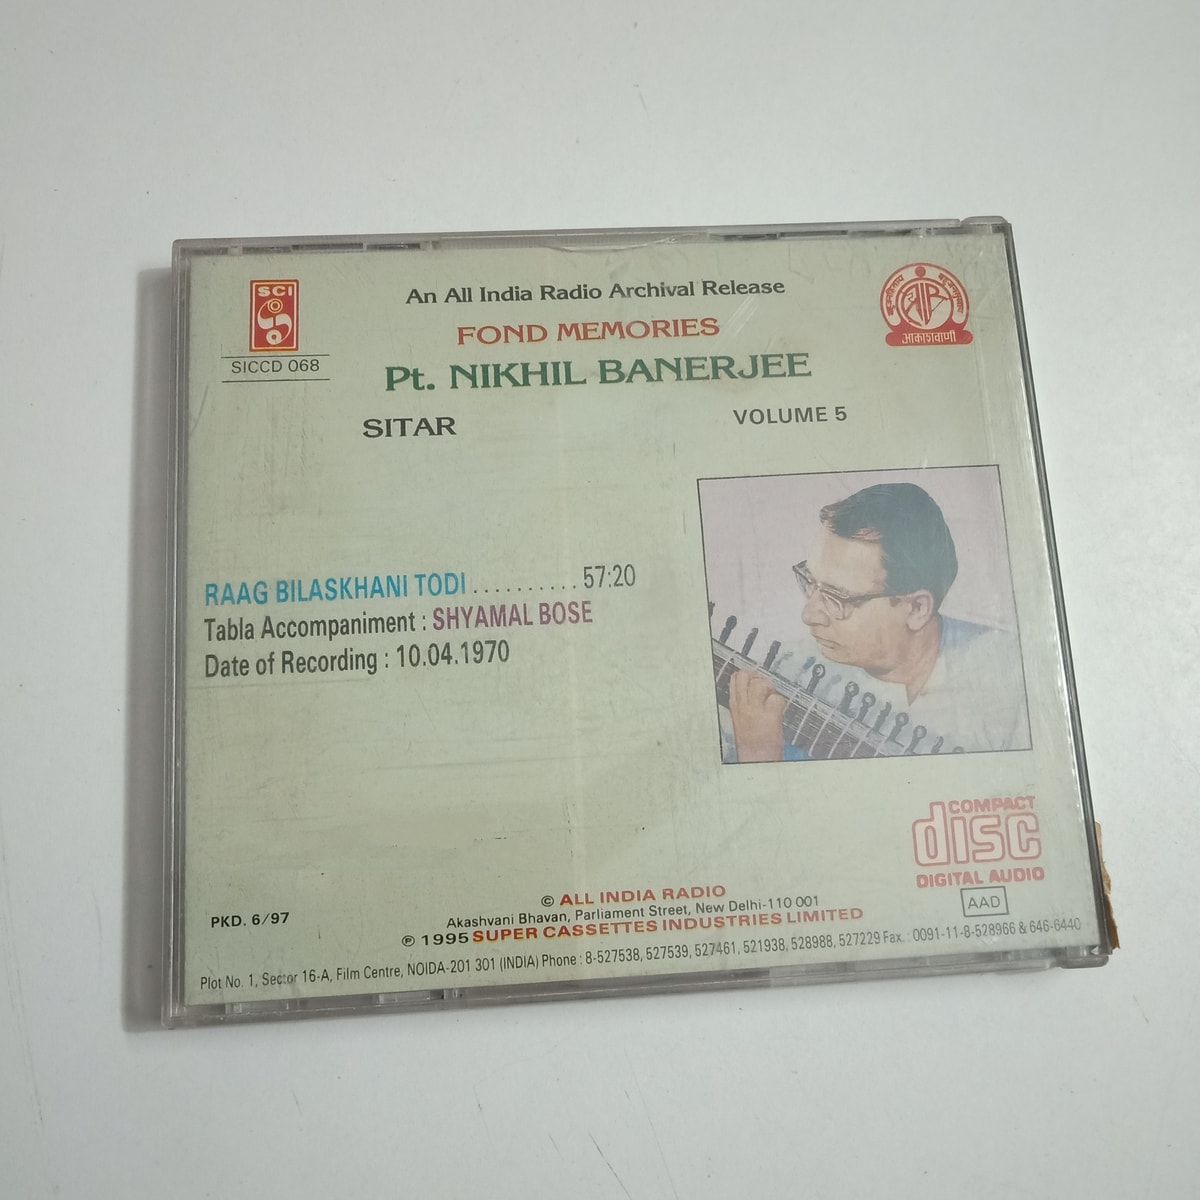 SCI
SICCD 068
An All India Radio Archival Release
FOND MEMORIES
Pt. NIKHIL BANERJEE
SITAR
VOLUME 5
बहुजनहिताय बहुजनसुखाय
आकाशवाणी
RAAG BILASKHANI TODI .......... 57:20
Tabla Accompaniment : SHYAMAL BOSE
Date of Recording : 10.04.1970
COMPACT
disc
DIGITAL AUDIO
AAD
PKD. 6/97
© ALL INDIA RADIO
Akashvani Bhavan, Parliament Street, New Delhi-110 001
℗ 1995 SUPER CASSETTES INDUSTRIES LIMITED
Plot No. 1, Sector 16-A, Film Centre, NOIDA-201 301 (INDIA) Phone : 8-527538, 527539, 527461, 521938, 528988, 527229 Fax.: 0091-11-8-528966 & 646-6440